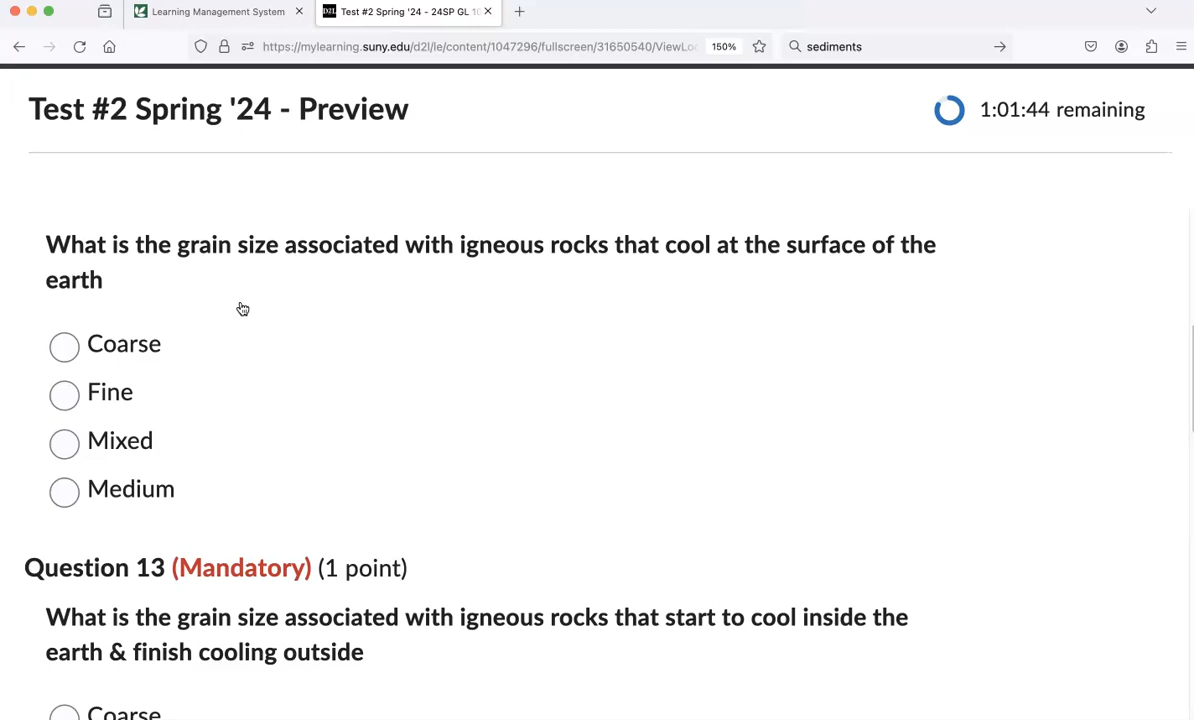 Learning Management System
D2L Test #2 Spring '24 - 24SP GL 10
https://mylearning.suny.edu/d2l/le/content/1047296/fullscreen/31650540/ViewLo
150%
sediments
Test #2 Spring '24 - Preview
1:01:44 remaining
What is the grain size associated with igneous rocks that cool at the surface of the
earth
Coarse
Fine
Mixed
Medium
Question 13 (Mandatory) (1 point)
What is the grain size associated with igneous rocks that start to cool inside the
earth & finish cooling outside
Coarse